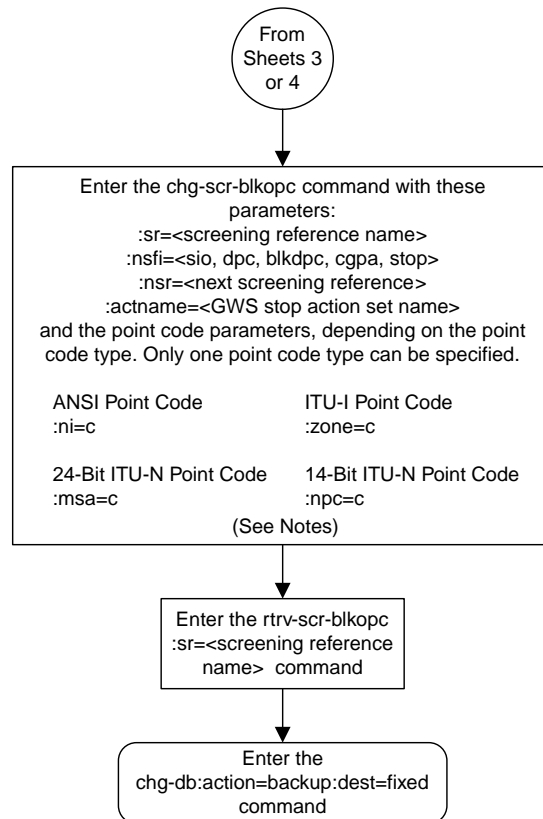 From
Sheets 3
or 4
Enter the chg-scr-blkopc command with these
parameters:
:sr=<screening reference name>
:nsfi=<sio, dpc, blkdpc, cgpa, stop>
:nsr=<next screening reference>
:actname=<GWS stop action set name>
and the point code parameters, depending on the point
code type. Only one point code type can be specified.
ANSI Point Code
:ni=c
ITU-I Point Code
:zone=c
24-Bit ITU-N Point Code
:msa=c
14-Bit ITU-N Point Code
:npc=c
(See Notes)
Enter the rtrv-scr-blkopc
:sr=<screening reference
name> command
Enter the
chg-db:action=backup:dest=fixed
command